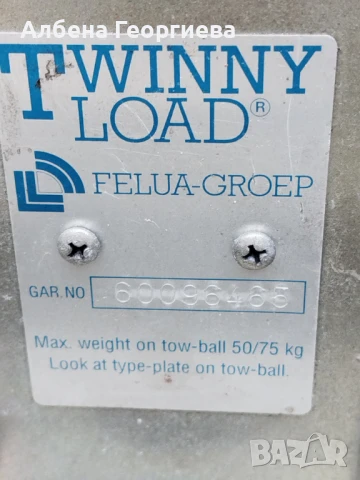 Албена Георгиева
TWINNY
LOAD®
FELUA-GROEP
GAR. NO 60096465
Max. weight on tow-ball 50/75 kg
Look at type-plate on tow-ball.
BAZAR